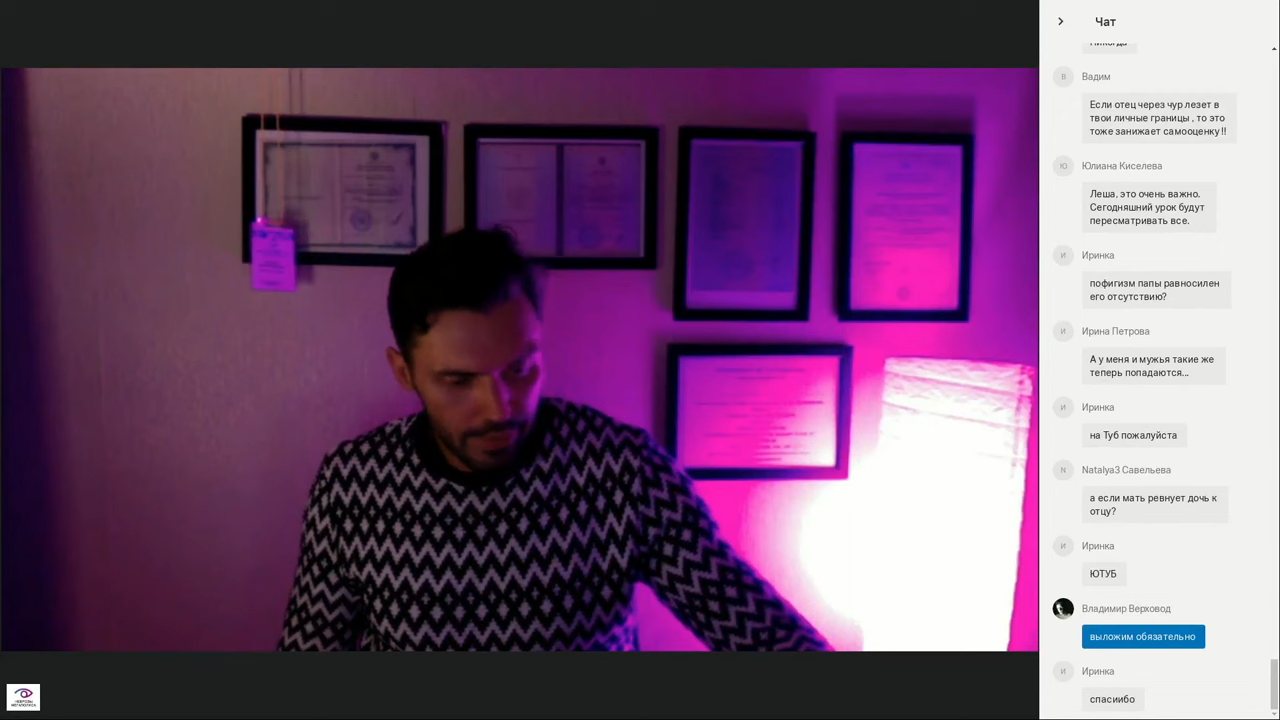 Чат
Вадим
Если отец через чур лезет в
твои личные границы , то это
тоже занижает самооценку !!
Ю
Юлиана Киселева
Леша, это очень важно.
Сегодняшний урок будут
пересматривать все.
И
Иринка
пофигизм папы равносилен
его отсутствию?
И
Ирина Петрова
А у меня и мужья такие же
теперь попадаются...
И
Иринка
на Туб пожалуйста
N
Natalya3 Савельева
а если мать ревнует дочь к
отцу?
И
Иринка
ЮТУБ
Владимир Верховод
выложим обязательно
И
Иринка
спасиибо